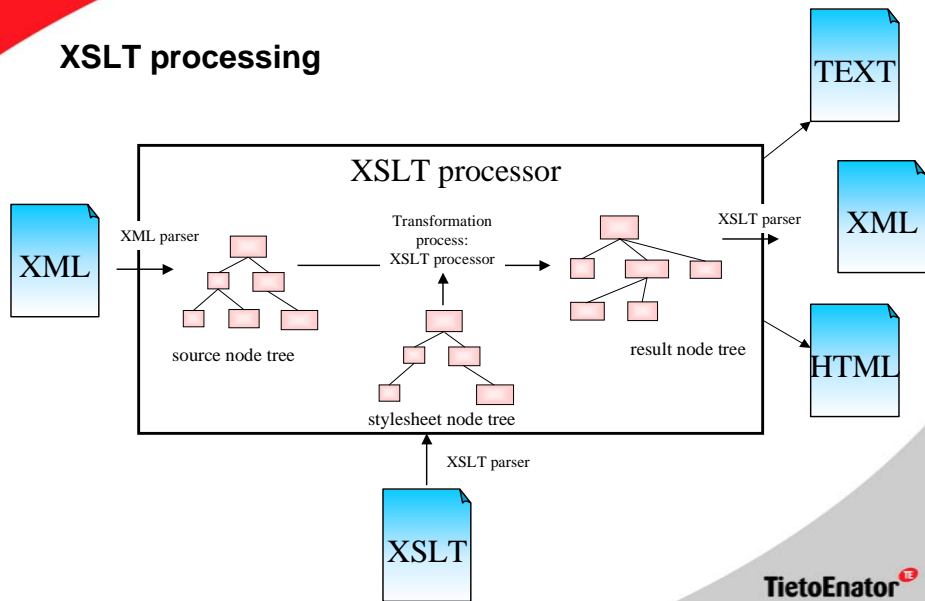 XSLT processing
TEXT
XSLT processor
XML
XML parser
Transformation
process:
XSLT processor
XSLT parser
XML
source node tree
stylesheet node tree
result node tree
HTML
XSLT parser
XSLT
TietoEnator TE